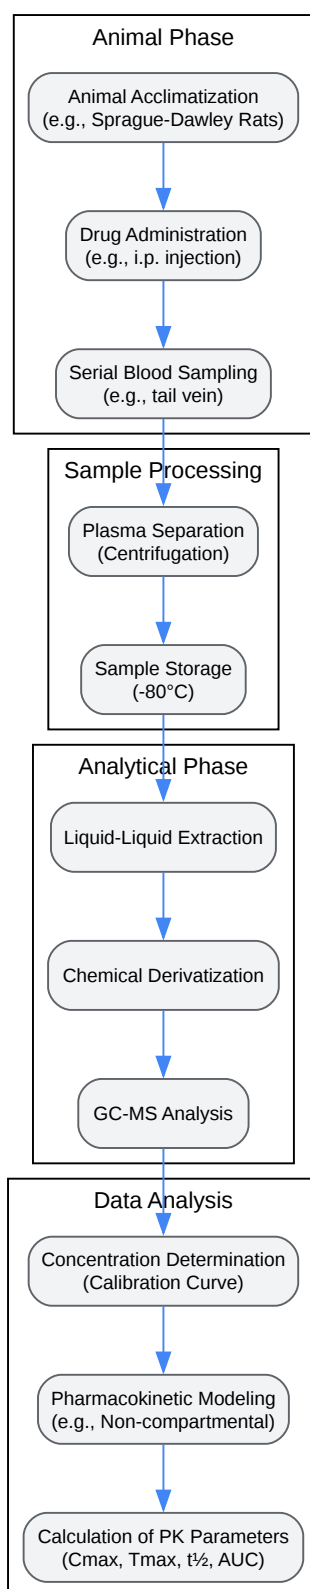 Animal Phase
Animal Acclimatization
(e.g., Sprague-Dawley Rats)
Drug Administration
(e.g., i.p. injection)
Serial Blood Sampling
(e.g., tail vein)
Sample Processing
Plasma Separation
(Centrifugation)
Sample Storage
(-80°C)
Analytical Phase
Liquid-Liquid Extraction
Chemical Derivatization
GC-MS Analysis
Data Analysis
Concentration Determination
(Calibration Curve)
Pharmacokinetic Modeling
(e.g., Non-compartmental)
Calculation of PK Parameters
(Cmax, Tmax, t½, AUC)